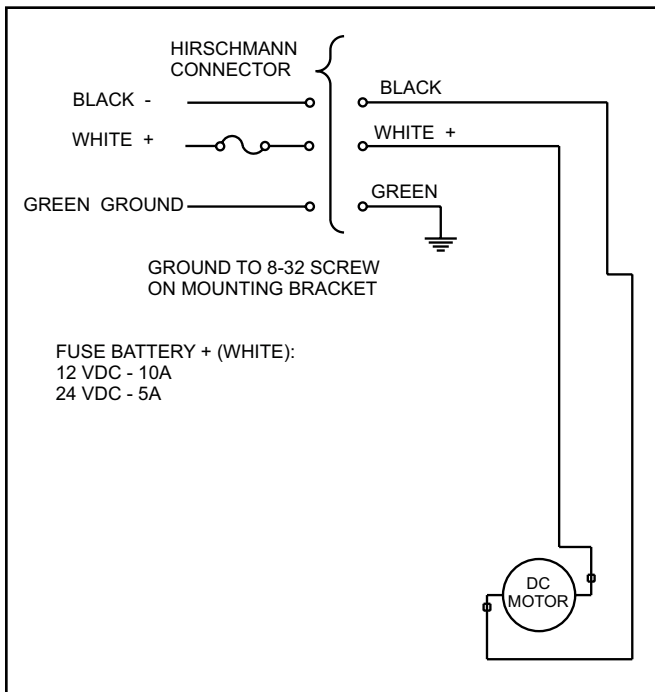 HIRSCHMANN
CONNECTOR
BLACK -
BLACK
WHITE +
WHITE +
GREEN GROUND
GREEN
GROUND TO 8-32 SCREW
ON MOUNTING BRACKET
FUSE BATTERY + (WHITE):
12 VDC - 10A
24 VDC - 5A
DC
MOTOR